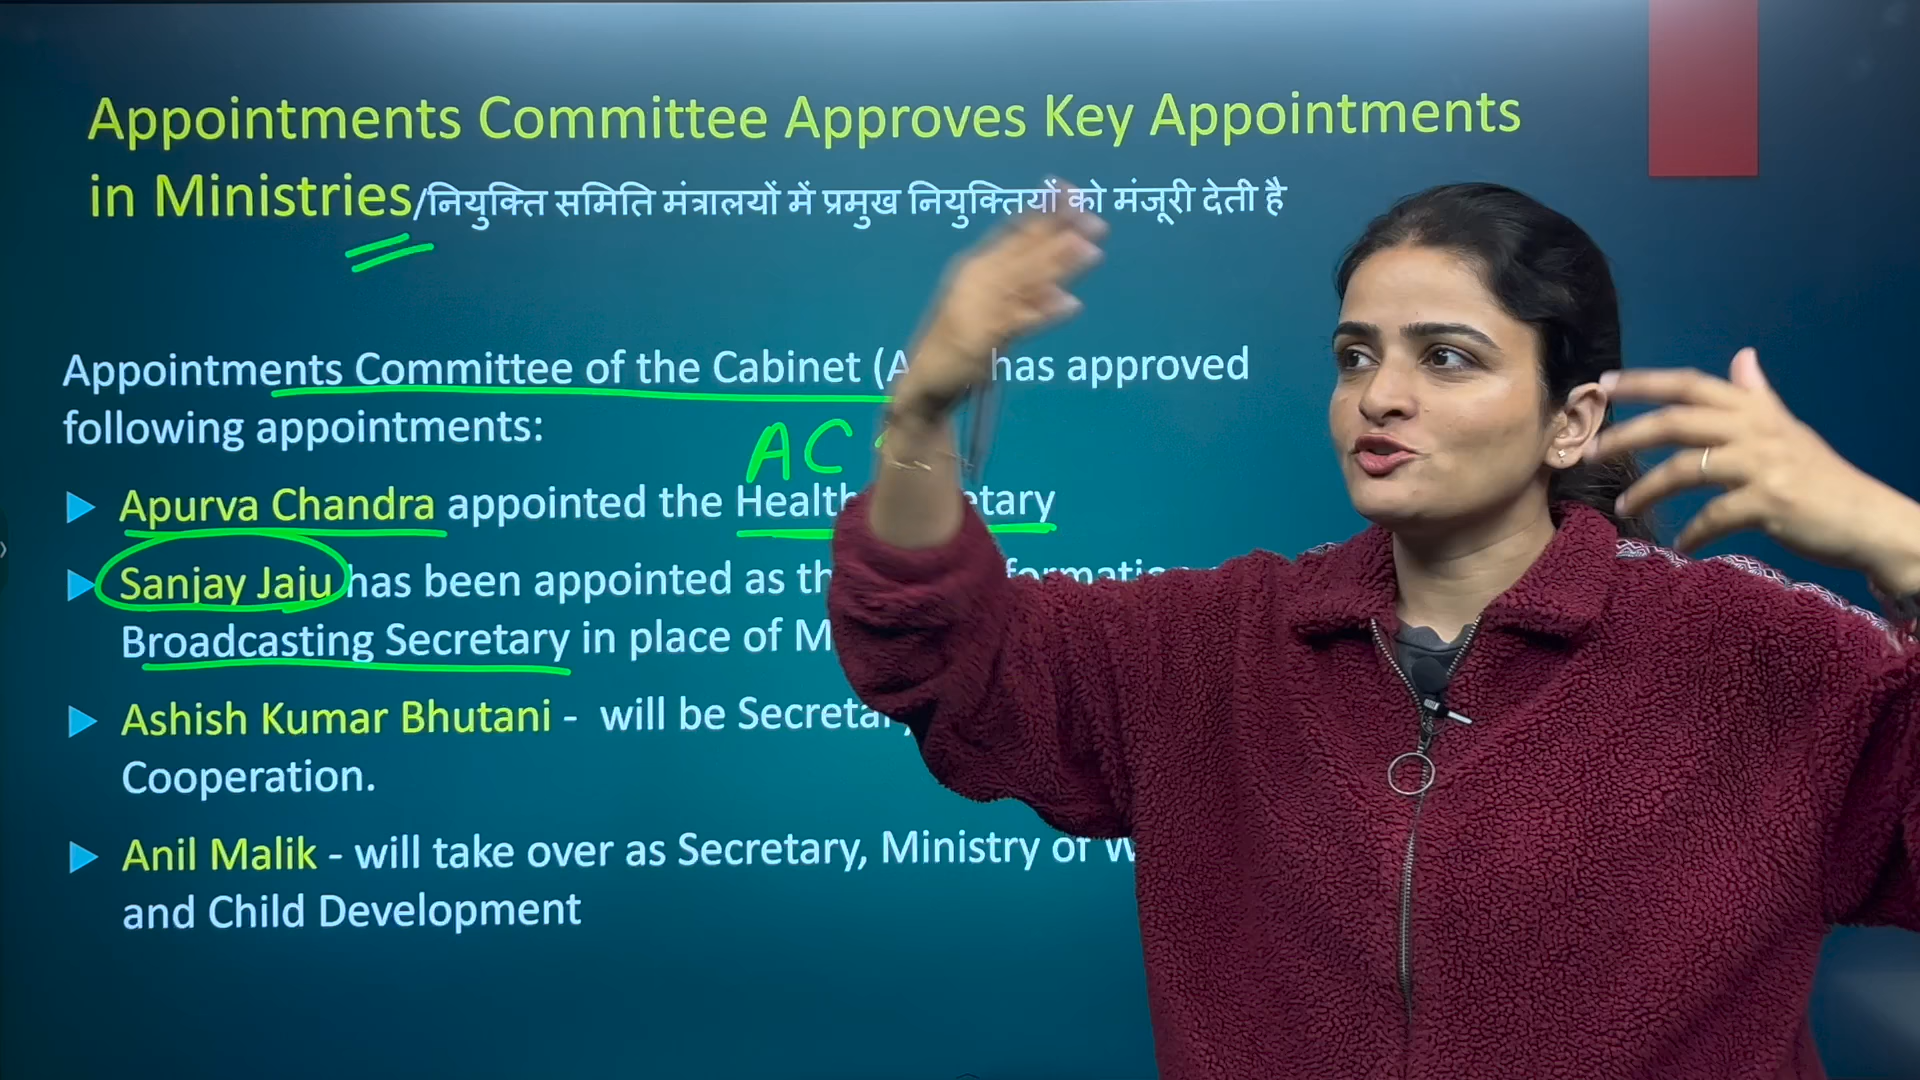 Appointments Committee Approves Key Appointments
in Ministries/नियुक्ति समिति मंत्रालयों में प्रमुख नियुक्तियों को मंजूरी देती है
Appointments Committee of the Cabinet (A has approved
following appointments:
AC
Apurva Chandra appointed the Health
Sanjay Jaju has been appointed as
Broadcasting Secretary in place of
Ashish Kumar Bhutani - will be
Cooperation.
Anil Malik - will take over as Secretary, Ministry of
and Child Development